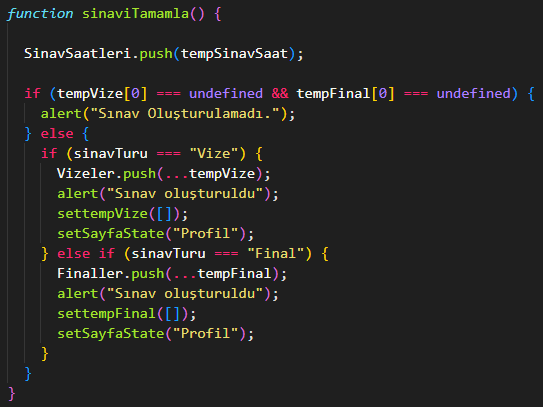 function sinaviTamamla() {
SinavSaatleri.push(tempSinavSaat);
if (tempVize[0] === undefined && tempFinal[0] === undefined) {
alert("Sınav Oluşturulamadı.");
} else {
if (sinavTuru === "Vize") {
Vizeler.push(...tempVize);
alert("Sınav oluşturuldu");
settempVize([]);
setSayfaState("Profil");
} else if (sinavTuru === "Final") {
Finaller.push(...tempFinal);
alert("Sınav oluşturuldu");
settempFinal([]);
setSayfaState("Profil");
}
}
}